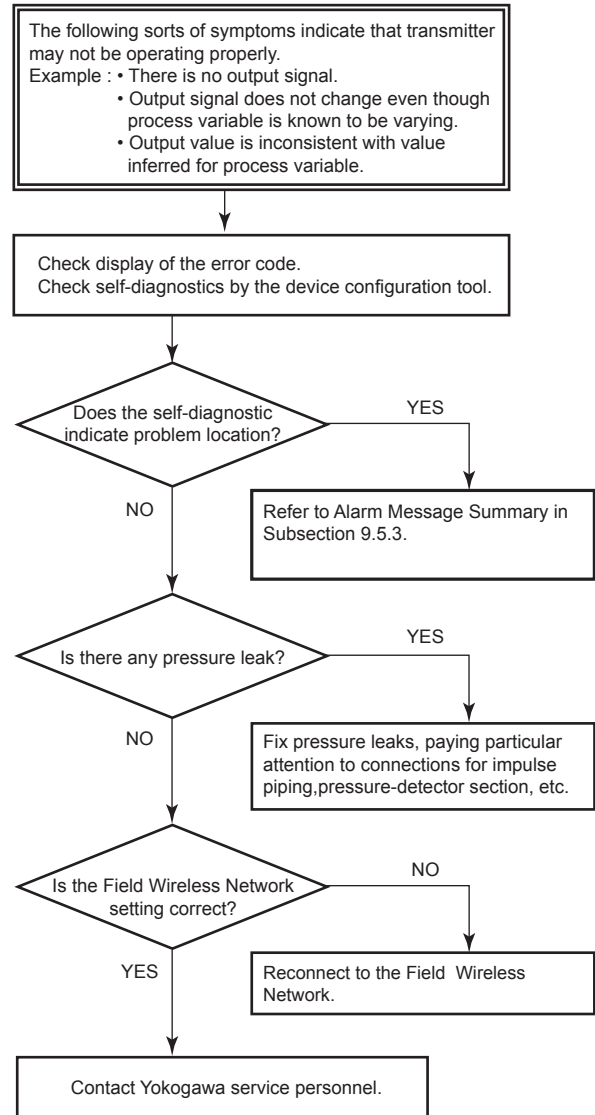 The following sorts of symptoms indicate that transmitter
may not be operating properly.
Example : • There is no output signal.
• Output signal does not change even though
process variable is known to be varying.
• Output value is inconsistent with value
inferred for process variable.
Check display of the error code.
Check self-diagnostics by the device configuration tool.
Does the self-diagnostic
indicate problem location?
YES
NO
Refer to Alarm Message Summary in
Subsection 9.5.3.
Is there any pressure leak?
YES
NO
Fix pressure leaks, paying particular
attention to connections for impulse
piping,pressure-detector section, etc.
Is the Field Wireless Network
setting correct?
NO
YES
Reconnect to the Field Wireless
Network.
Contact Yokogawa service personnel.